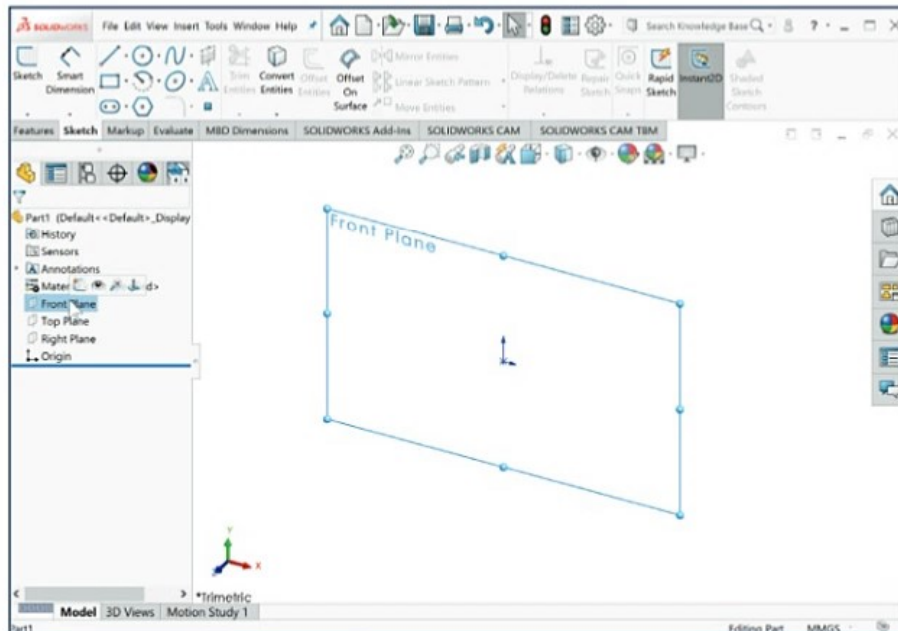 SOLIDWORKS File Edit View Insert Tools Window Help Search Knowledge Base ?
Sketch Smart Dimension Trim Entities Convert Entities Offset Entities Offset On Surface Mirror Entities Linear Sketch Pattern Move Entities Display/Delete Relations Repair Sketch Quick Snaps Rapid Sketch Instant2D Shaded Sketch Contours
Features Sketch Markup Evaluate MBD Dimensions SOLIDWORKS Add-Ins SOLIDWORKS CAM SOLIDWORKS CAM TBM
Part1 (Default<<Default>_Display
History
Sensors
Annotations
Mater d>
Front Plane
Top Plane
Right Plane
Origin
Front Plane
Y
X
*Trimetric
Model 3D Views Motion Study 1
Part1 Editing Part MMGS